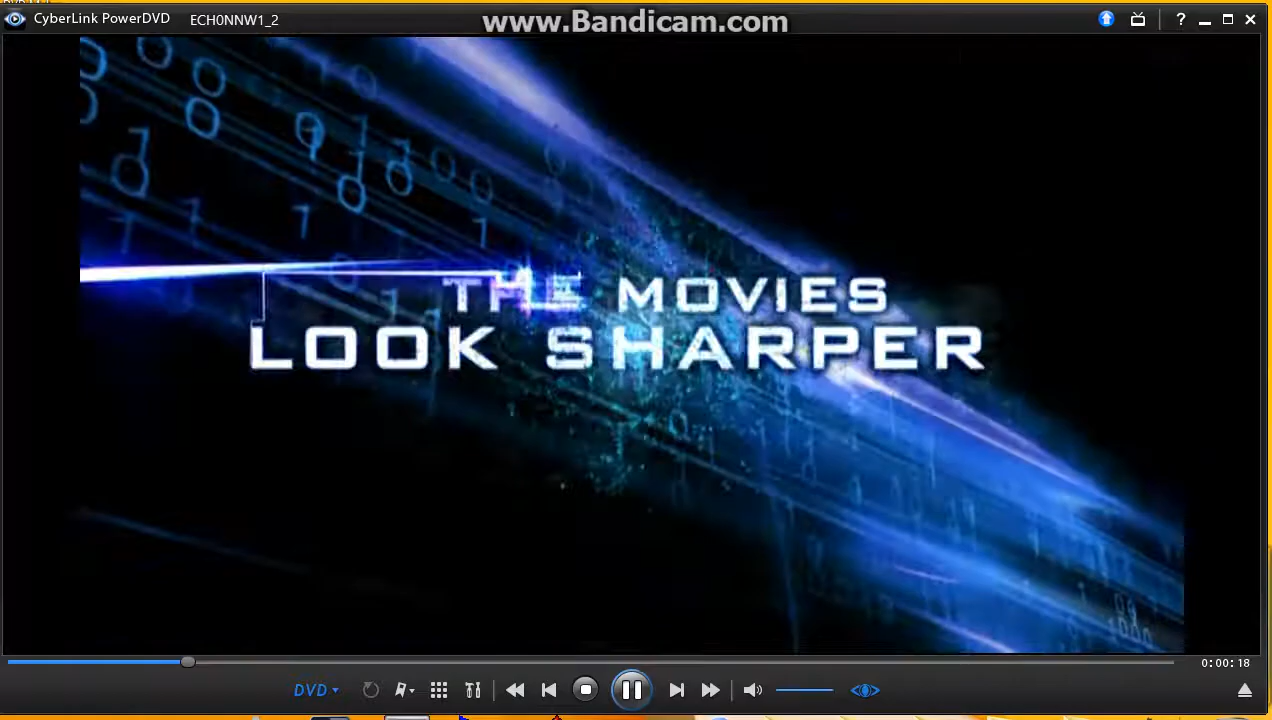 CyberLink PowerDVD ECH0NNW1_2
www.Bandicam.com
THE MOVIES
LOOK SHARPER
0:00:18
DVD